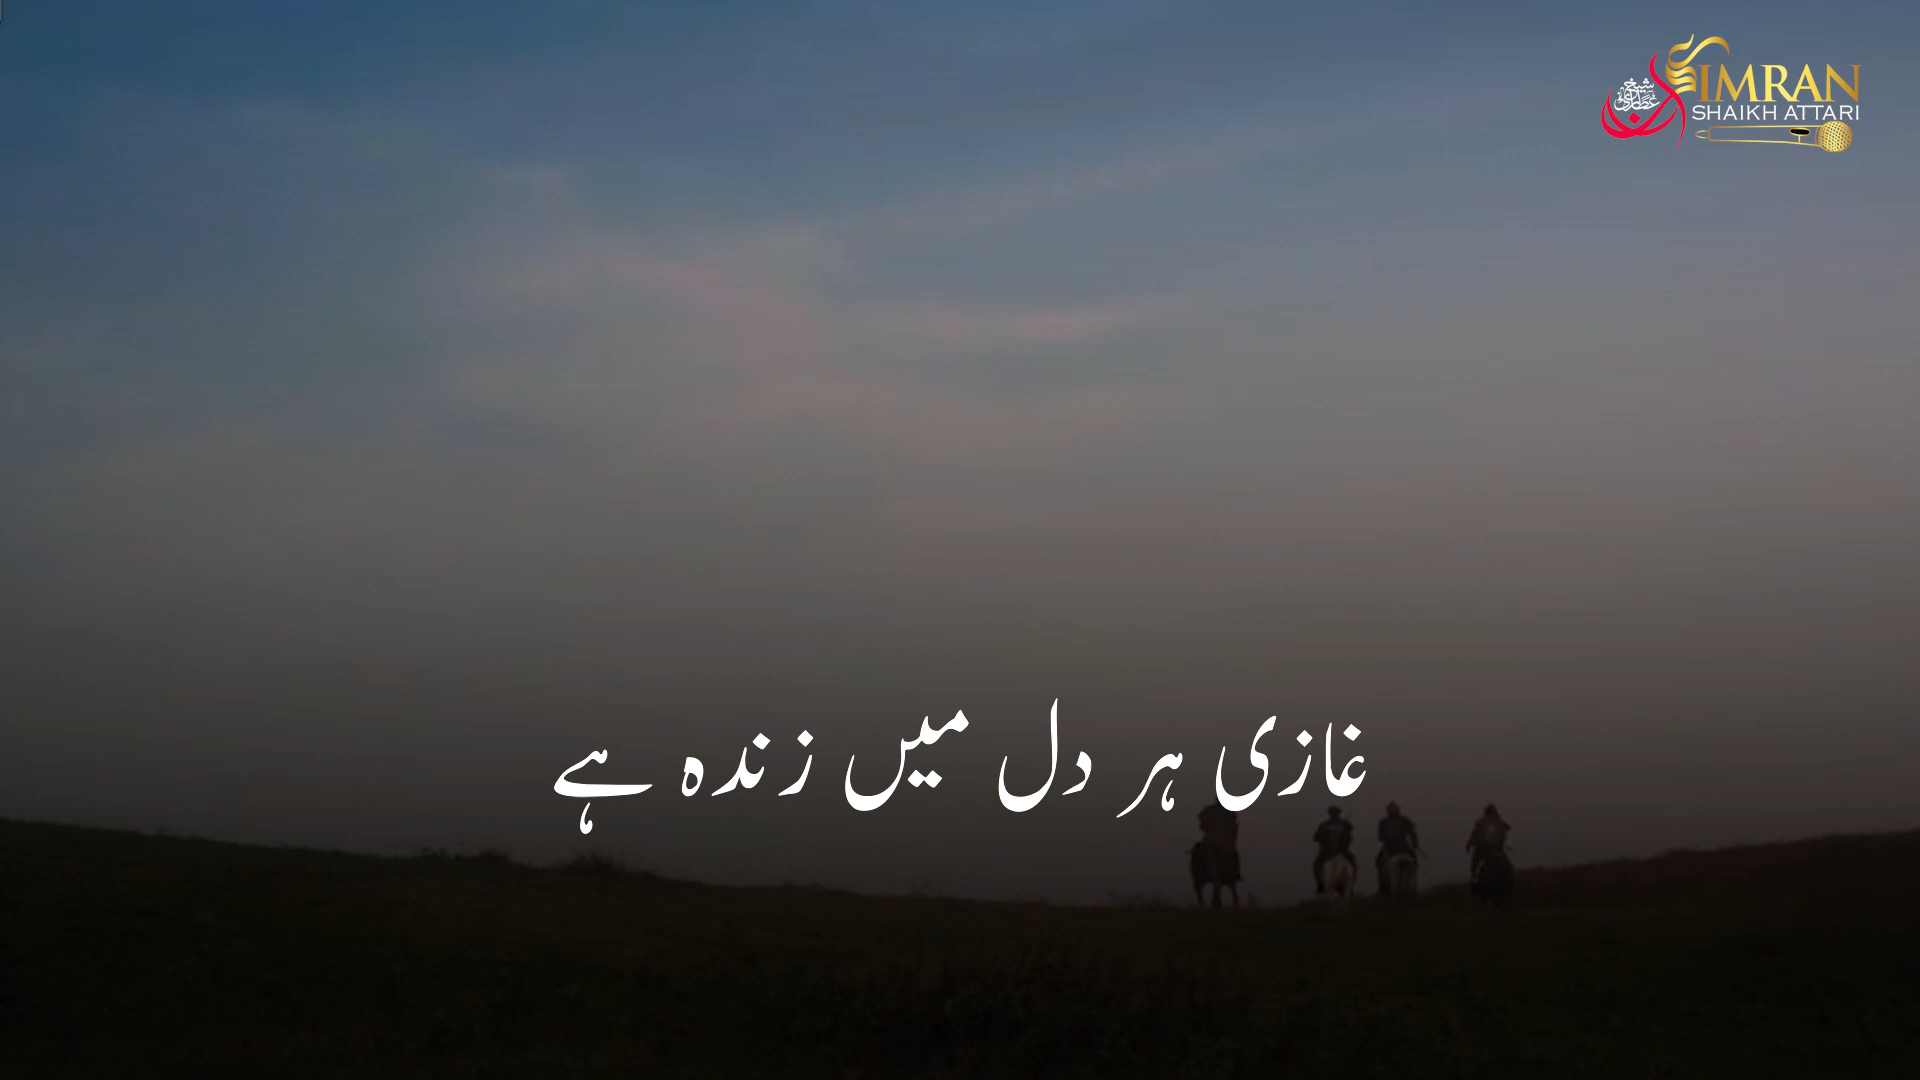 IMRAN
SHAIKH ATTARI
غازی ہر دل میں زندہ ہے